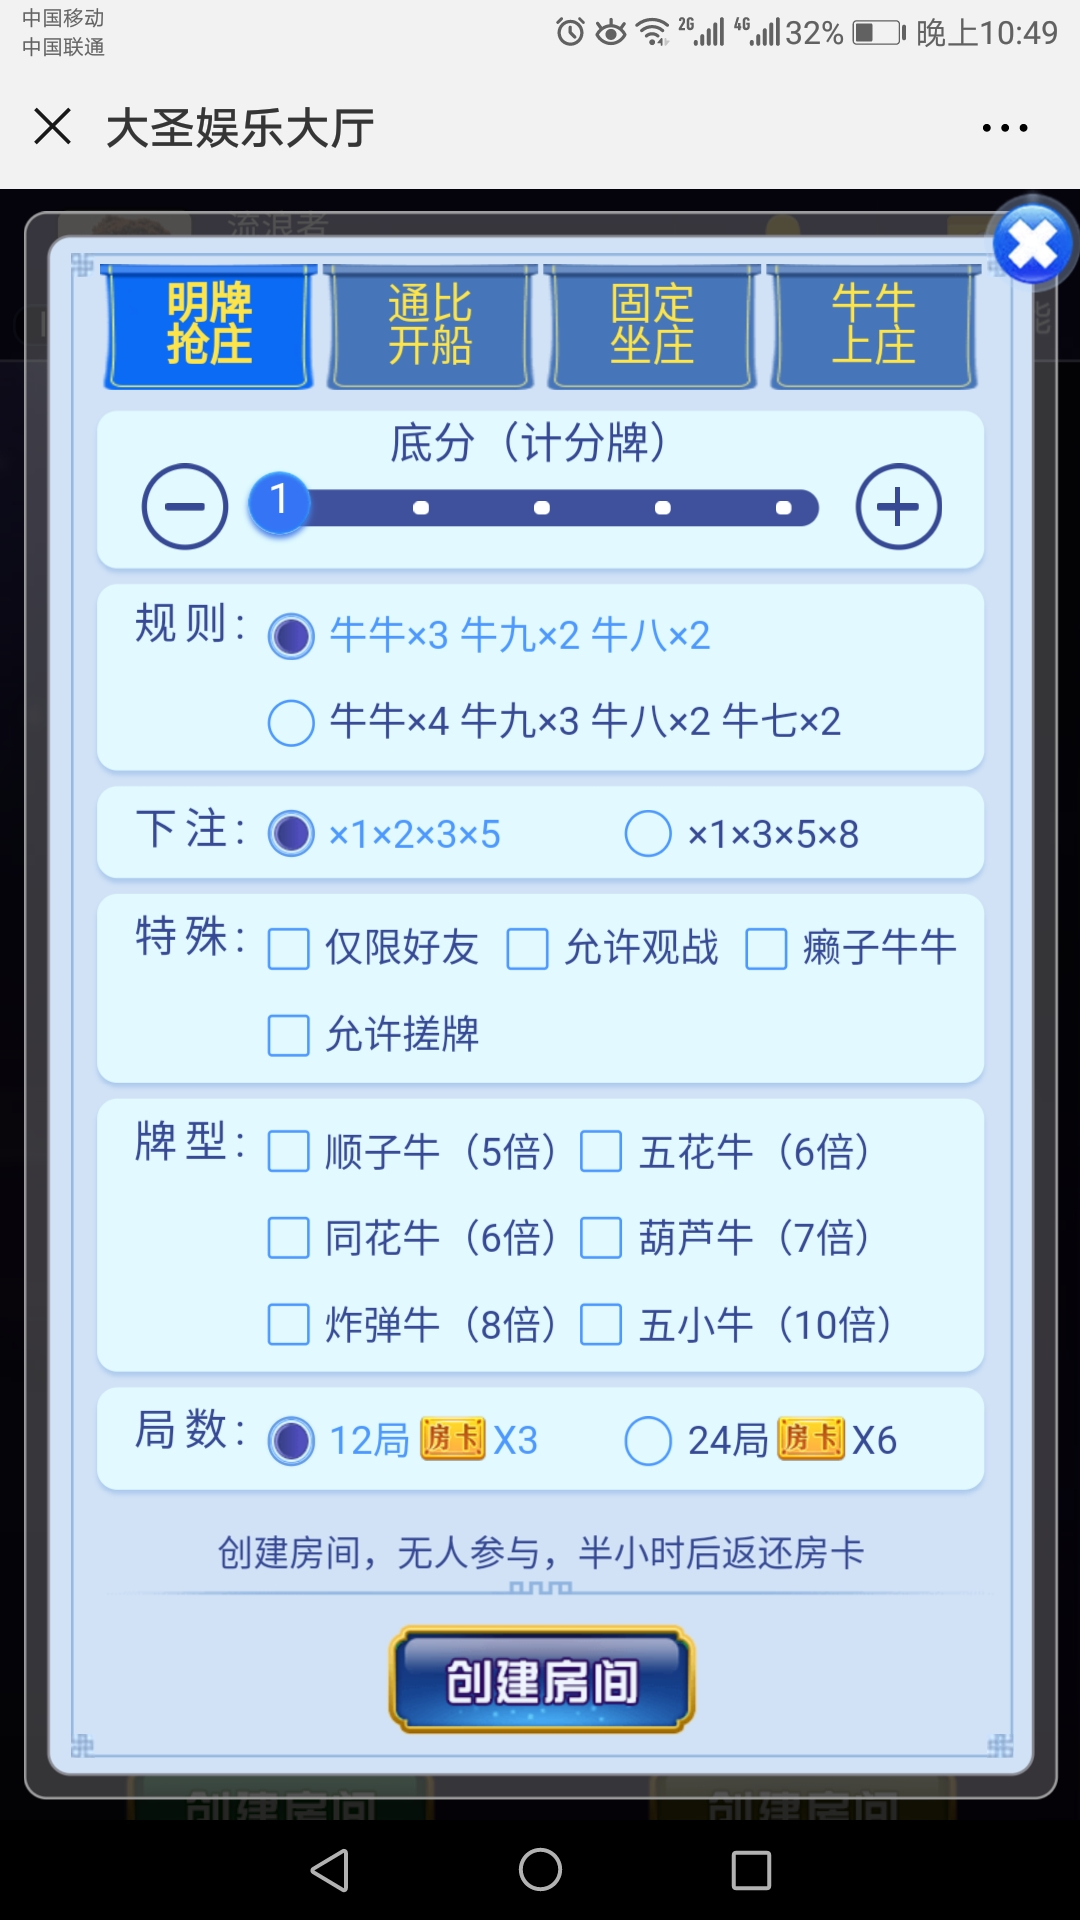 中国移动
中国联通
2G 4G 32% 晚上10:49
大圣娱乐大厅
流浪者
明牌抢庄 通比开船 固定坐庄 牛牛上庄
底分（计分牌）
1
规则: 牛牛×3 牛九×2 牛八×2
牛牛×4 牛九×3 牛八×2 牛七×2
下注: ×1×2×3×5 ×1×3×5×8
特殊: 仅限好友 允许观战 癞子牛牛
允许搓牌
牌型: 顺子牛（5倍） 五花牛（6倍）
同花牛（6倍） 葫芦牛（7倍）
炸弹牛（8倍） 五小牛（10倍）
局数: 12局 房卡 X3 24局 房卡 X6
创建房间，无人参与，半小时后返还房卡
创建房间
创建房间 创建房间